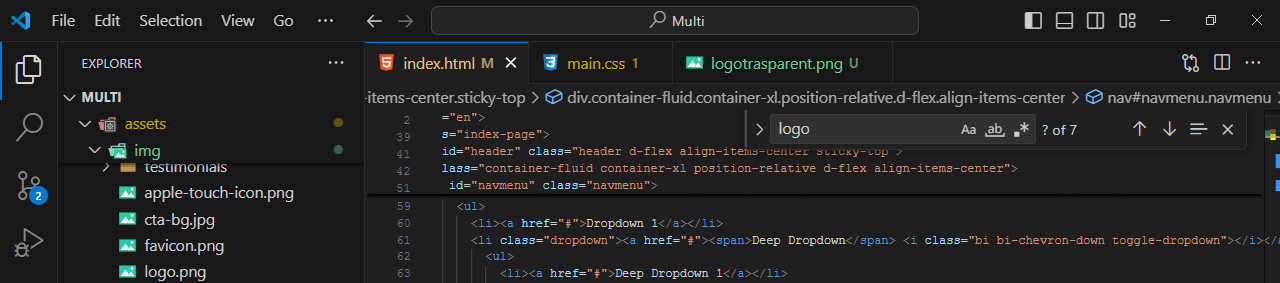 File Edit Selection View Go ··· Multi
EXPLORER ··· index.html M main.css 1 logotrasparent.png U ···
MULTI
-items-center.sticky-top > div.container-fluid.container-xl.position-relative.d-flex.align-items-center > nav#navmenu.navmenu >
assets
img
testimonials
apple-touch-icon.png
cta-bg.jpg
favicon.png
logo.png
2
logo Aa ab .* ? of 7
2 ="en">
39 s="index-page">
41 id="header" class="header d-flex align-items-center sticky-top">
42 lass="container-fluid container-xl position-relative d-flex align-items-center">
51 id="navmenu" class="navmenu">
59 <ul>
60 <li><a href="#">Dropdown 1</a></li>
61 <li class="dropdown"><a href="#"><span>Deep Dropdown</span> <i class="bi bi-chevron-down toggle-dropdown"></i></a
62 <ul>
63 <li><a href="#">Deep Dropdown 1</a></li>